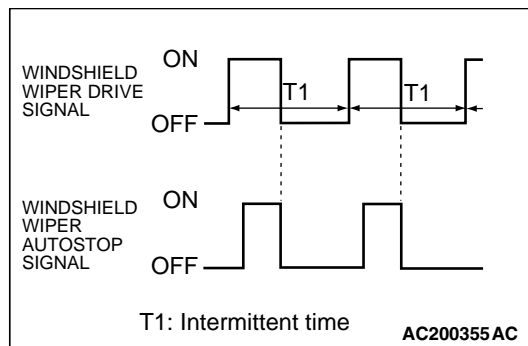 WINDSHIELD
WIPER DRIVE
SIGNAL
ON
OFF
T1
T1
WINDSHIELD
WIPER
AUTOSTOP
SIGNAL
ON
OFF
T1: Intermittent time
AC200355AC